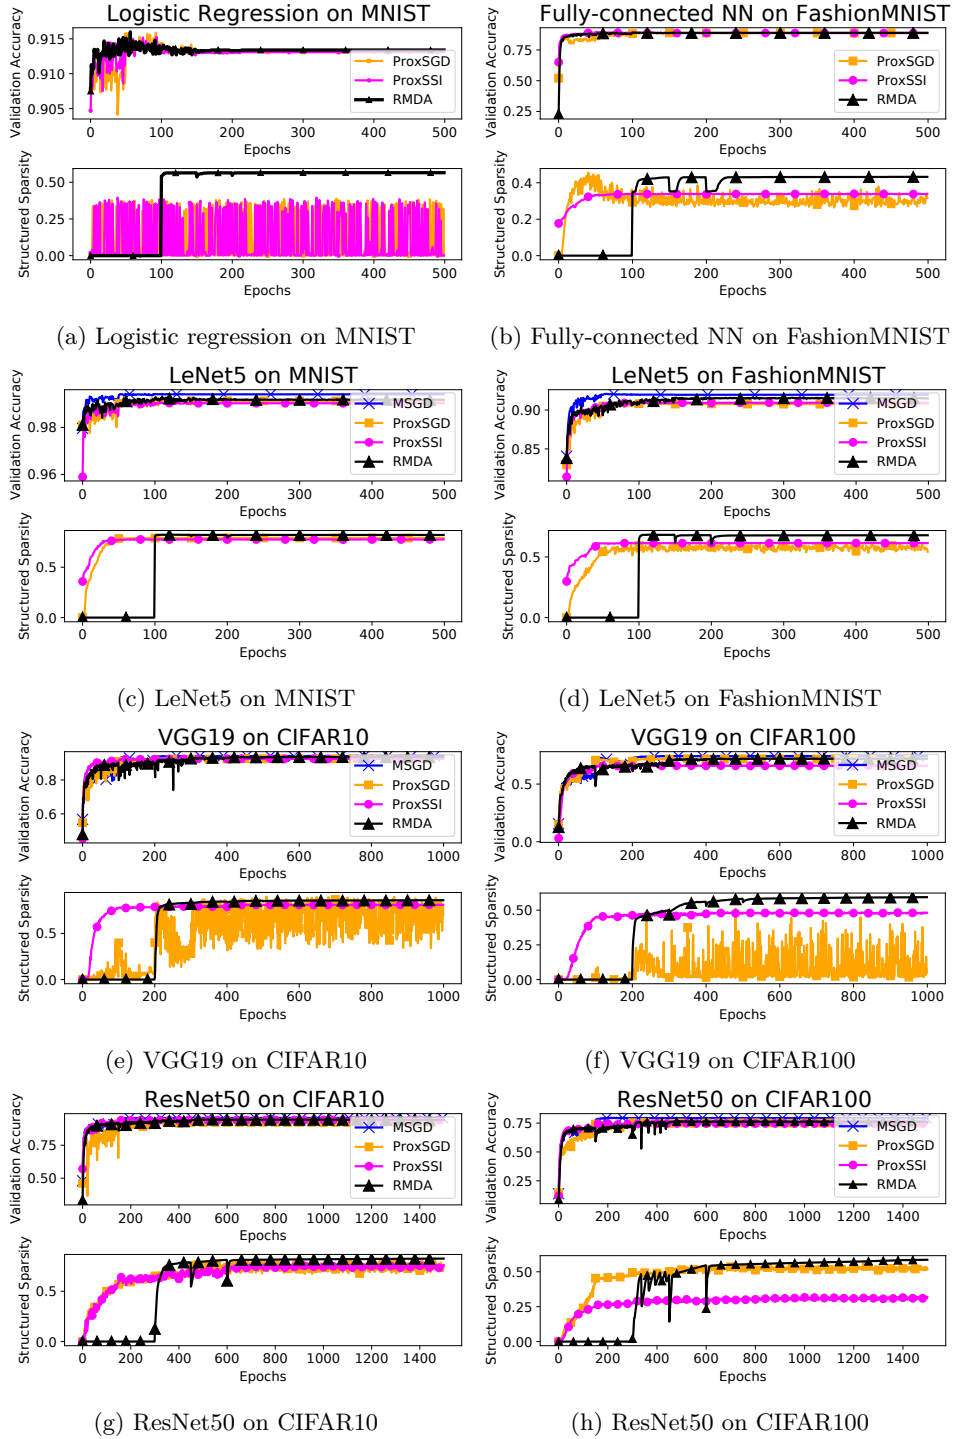 Logistic Regression on MNIST
Validation Accuracy
0.915
0.910
0.905
ProxSGD
ProxSSI
RMDA
0 100 200 300 400 500
Epochs
Structured Sparsity
0.50
0.25
0.00
0 100 200 300 400 500
Epochs
(a) Logistic regression on MNIST
Fully-connected NN on FashionMNIST
Validation Accuracy
0.75
0.50
0.25
ProxSGD
ProxSSI
RMDA
0 100 200 300 400 500
Epochs
Structured Sparsity
0.4
0.2
0.0
0 100 200 300 400 500
Epochs
(b) Fully-connected NN on FashionMNIST
LeNet5 on MNIST
Validation Accuracy
0.98
0.96
MSGD
ProxSGD
ProxSSI
RMDA
0 100 200 300 400 500
Epochs
Structured Sparsity
0.5
0.0
0 100 200 300 400 500
Epochs
(c) LeNet5 on MNIST
LeNet5 on FashionMNIST
Validation Accuracy
0.90
0.85
MSGD
ProxSGD
ProxSSI
RMDA
0 100 200 300 400 500
Epochs
Structured Sparsity
0.5
0.0
0 100 200 300 400 500
Epochs
(d) LeNet5 on FashionMNIST
VGG19 on CIFAR10
Validation Accuracy
0.8
0.6
MSGD
ProxSGD
ProxSSI
RMDA
0 200 400 600 800 1000
Epochs
Structured Sparsity
0.5
0.0
0 200 400 600 800 1000
Epochs
(e) VGG19 on CIFAR10
VGG19 on CIFAR100
Validation Accuracy
0.5
0.0
MSGD
ProxSGD
ProxSSI
RMDA
0 200 400 600 800 1000
Epochs
Structured Sparsity
0.50
0.25
0.00
0 200 400 600 800 1000
Epochs
(f) VGG19 on CIFAR100
ResNet50 on CIFAR10
Validation Accuracy
0.75
0.50
MSGD
ProxSGD
ProxSSI
RMDA
0 200 400 600 800 1000 1200 1400
Epochs
Structured Sparsity
0.5
0.0
0 200 400 600 800 1000 1200 1400
Epochs
(g) ResNet50 on CIFAR10
ResNet50 on CIFAR100
Validation Accuracy
0.75
0.50
0.25
MSGD
ProxSGD
ProxSSI
RMDA
0 200 400 600 800 1000 1200 1400
Epochs
Structured Sparsity
0.50
0.25
0.00
0 200 400 600 800 1000 1200 1400
Epochs
(h) ResNet50 on CIFAR100